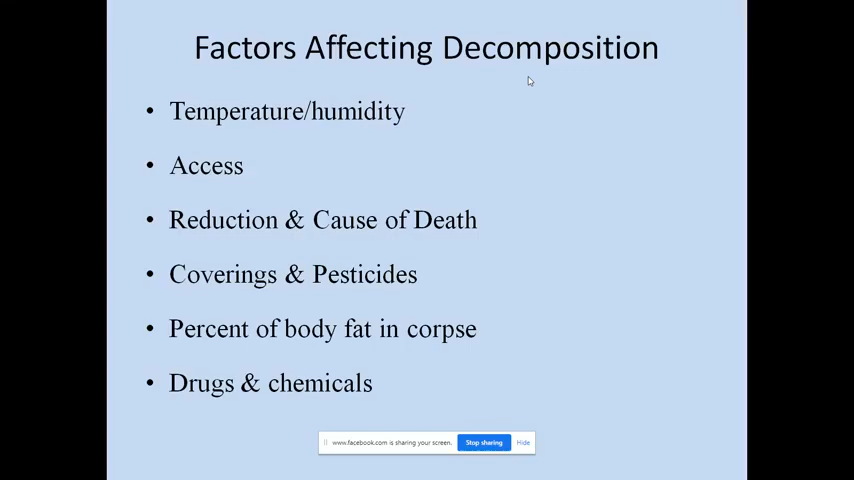 Factors Affecting Decomposition
• Temperature/humidity
• Access
• Reduction & Cause of Death
• Coverings & Pesticides
• Percent of body fat in corpse
• Drugs & chemicals
www.facebook.com is sharing your screen. Stop sharing Hide